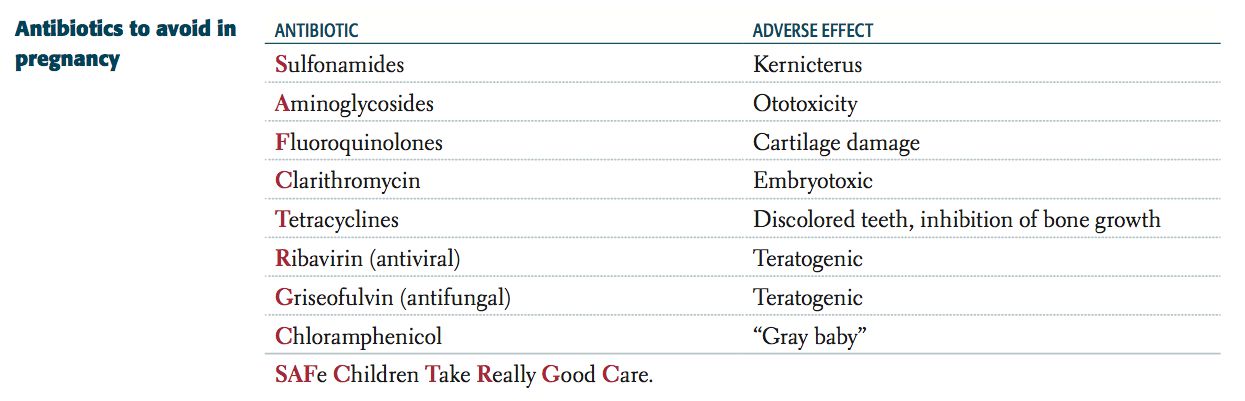 Antibiotics to avoid in
pregnancy
ANTIBIOTIC ADVERSE EFFECT
Sulfonamides Kernicterus
Aminoglycosides Ototoxicity
Fluoroquinolones Cartilage damage
Clarithromycin Embryotoxic
Tetracyclines Discolored teeth, inhibition of bone growth
Ribavirin (antiviral) Teratogenic
Griseofulvin (antifungal) Teratogenic
Chloramphenicol “Gray baby”
SAFe Children Take Really Good Care.